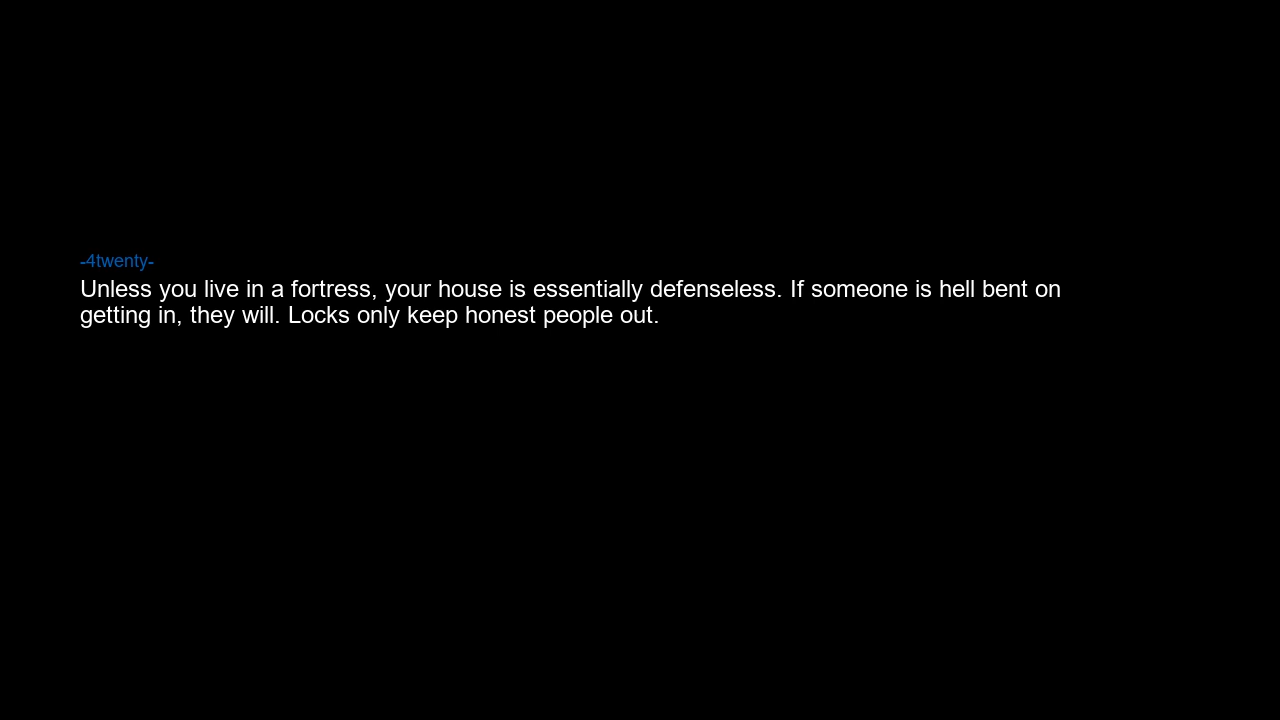 -4twenty-
Unless you live in a fortress, your house is essentially defenseless. If someone is hell bent on
getting in, they will. Locks only keep honest people out.